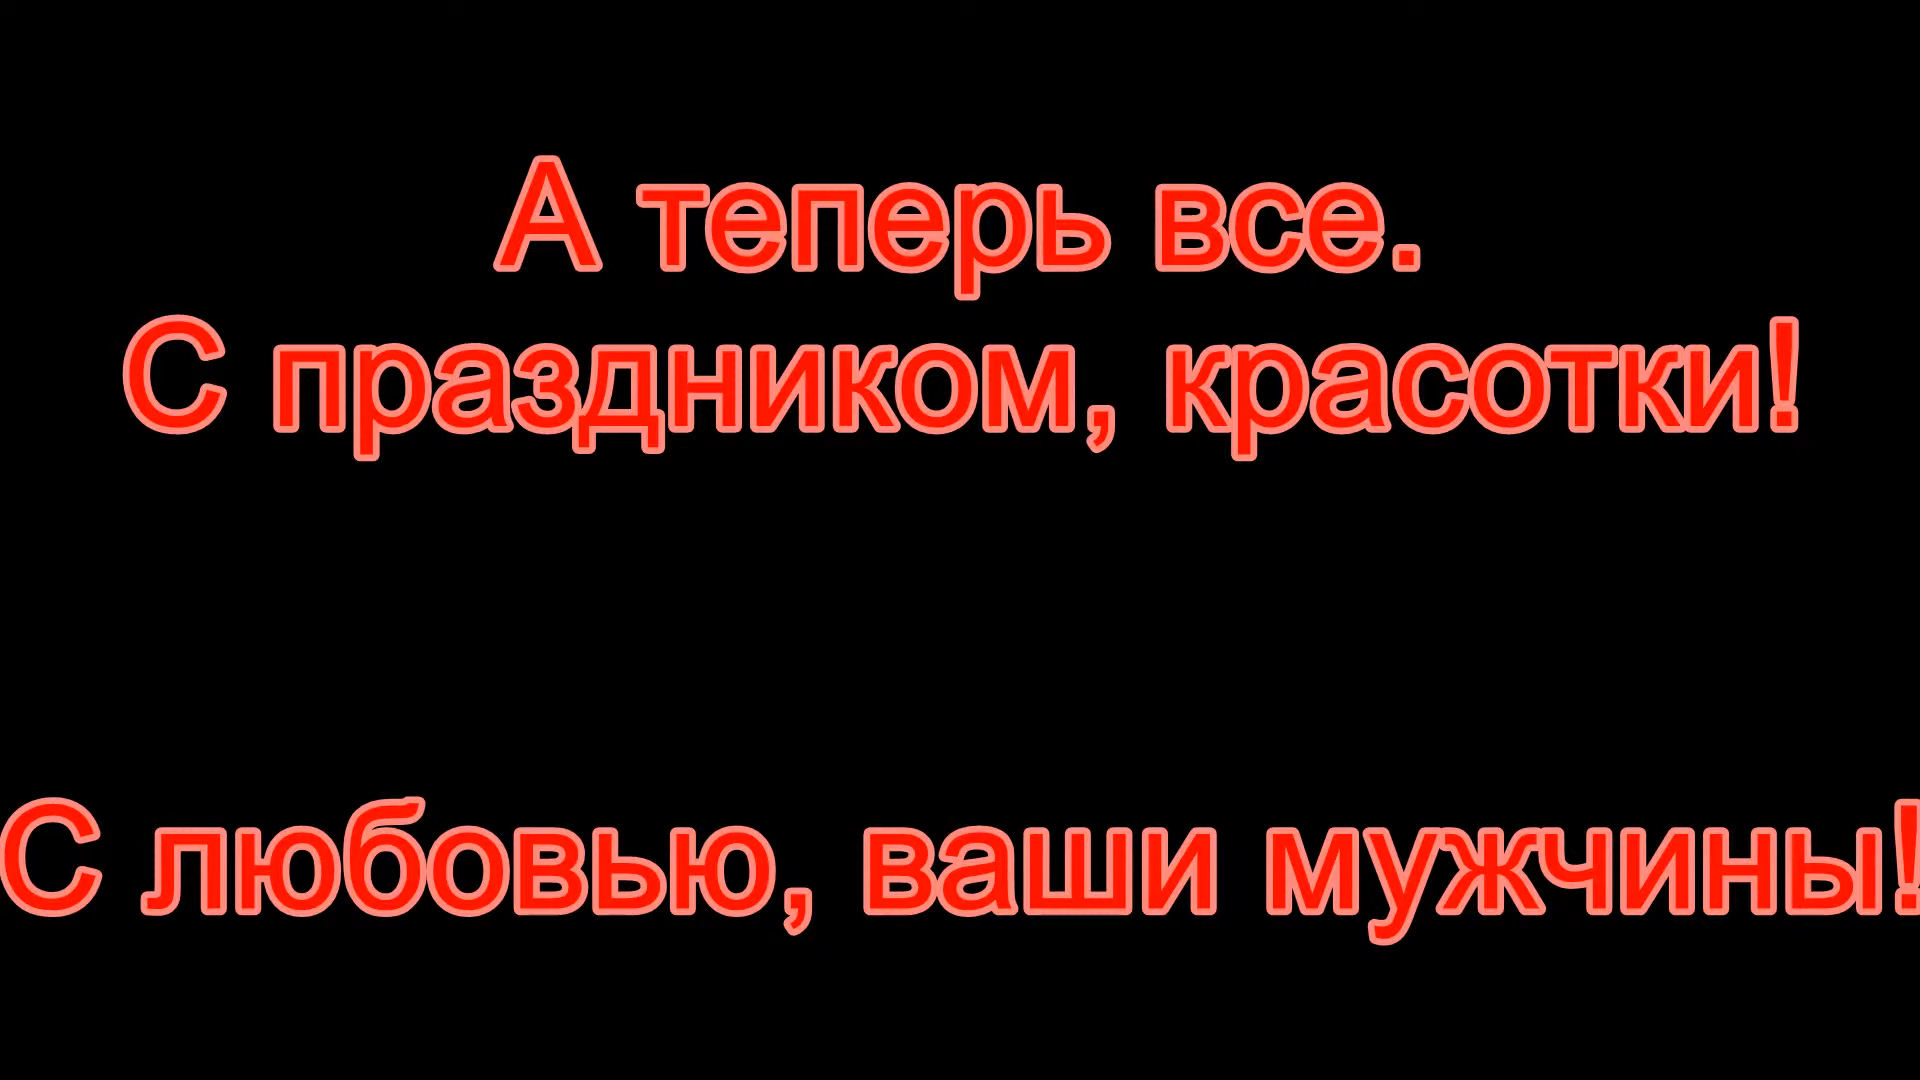 А теперь все.
С праздником, красотки!
С любовью, ваши мужчины!